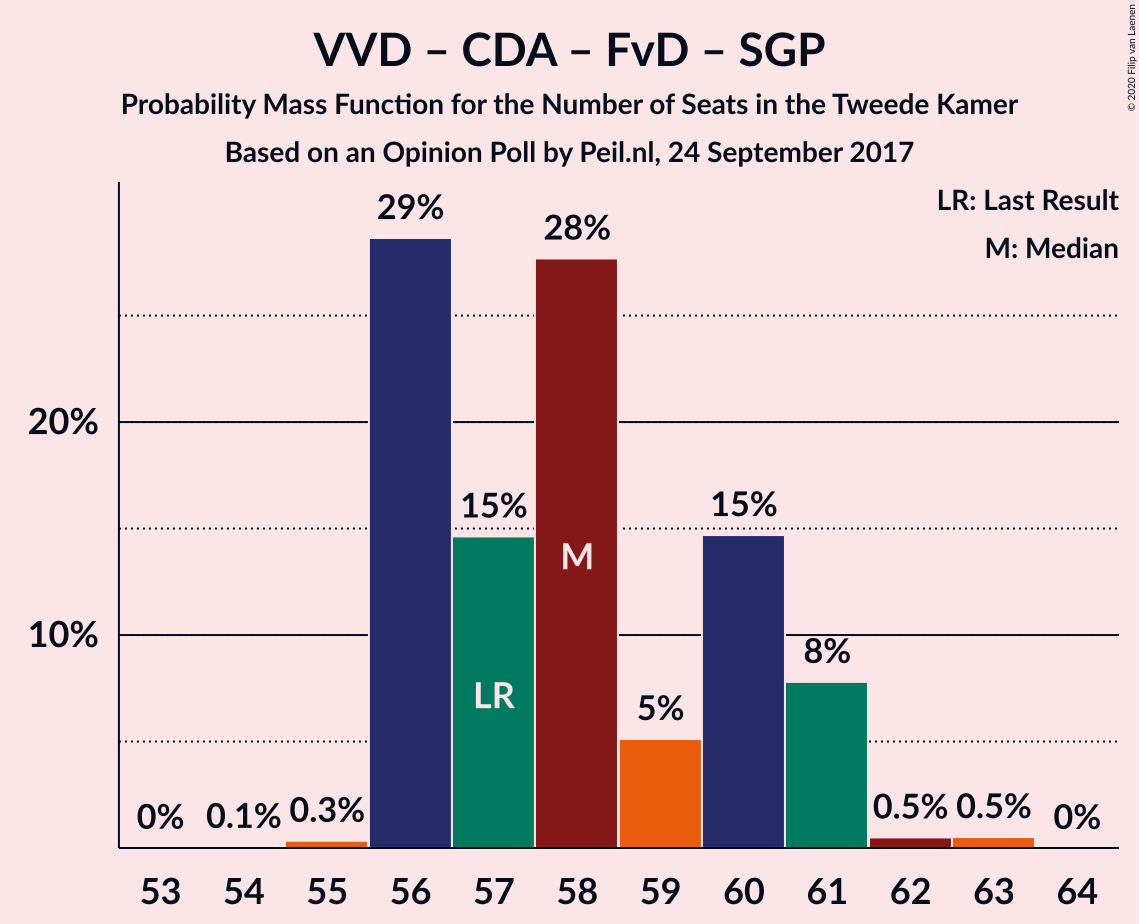 VVD – CDA – FvD – SGP
Probability Mass Function for the Number of Seats in the Tweede Kamer
Based on an Opinion Poll by Peil.nl, 24 September 2017
© 2020 Filip van Laenen
LR: Last Result
M: Median
29%
28%
20%
15%
15%
M
10%
8%
LR
5%
0%
0.1%
0.3%
0.5%
0.5%
0%
53 54 55 56 57 58 59 60 61 62 63 64